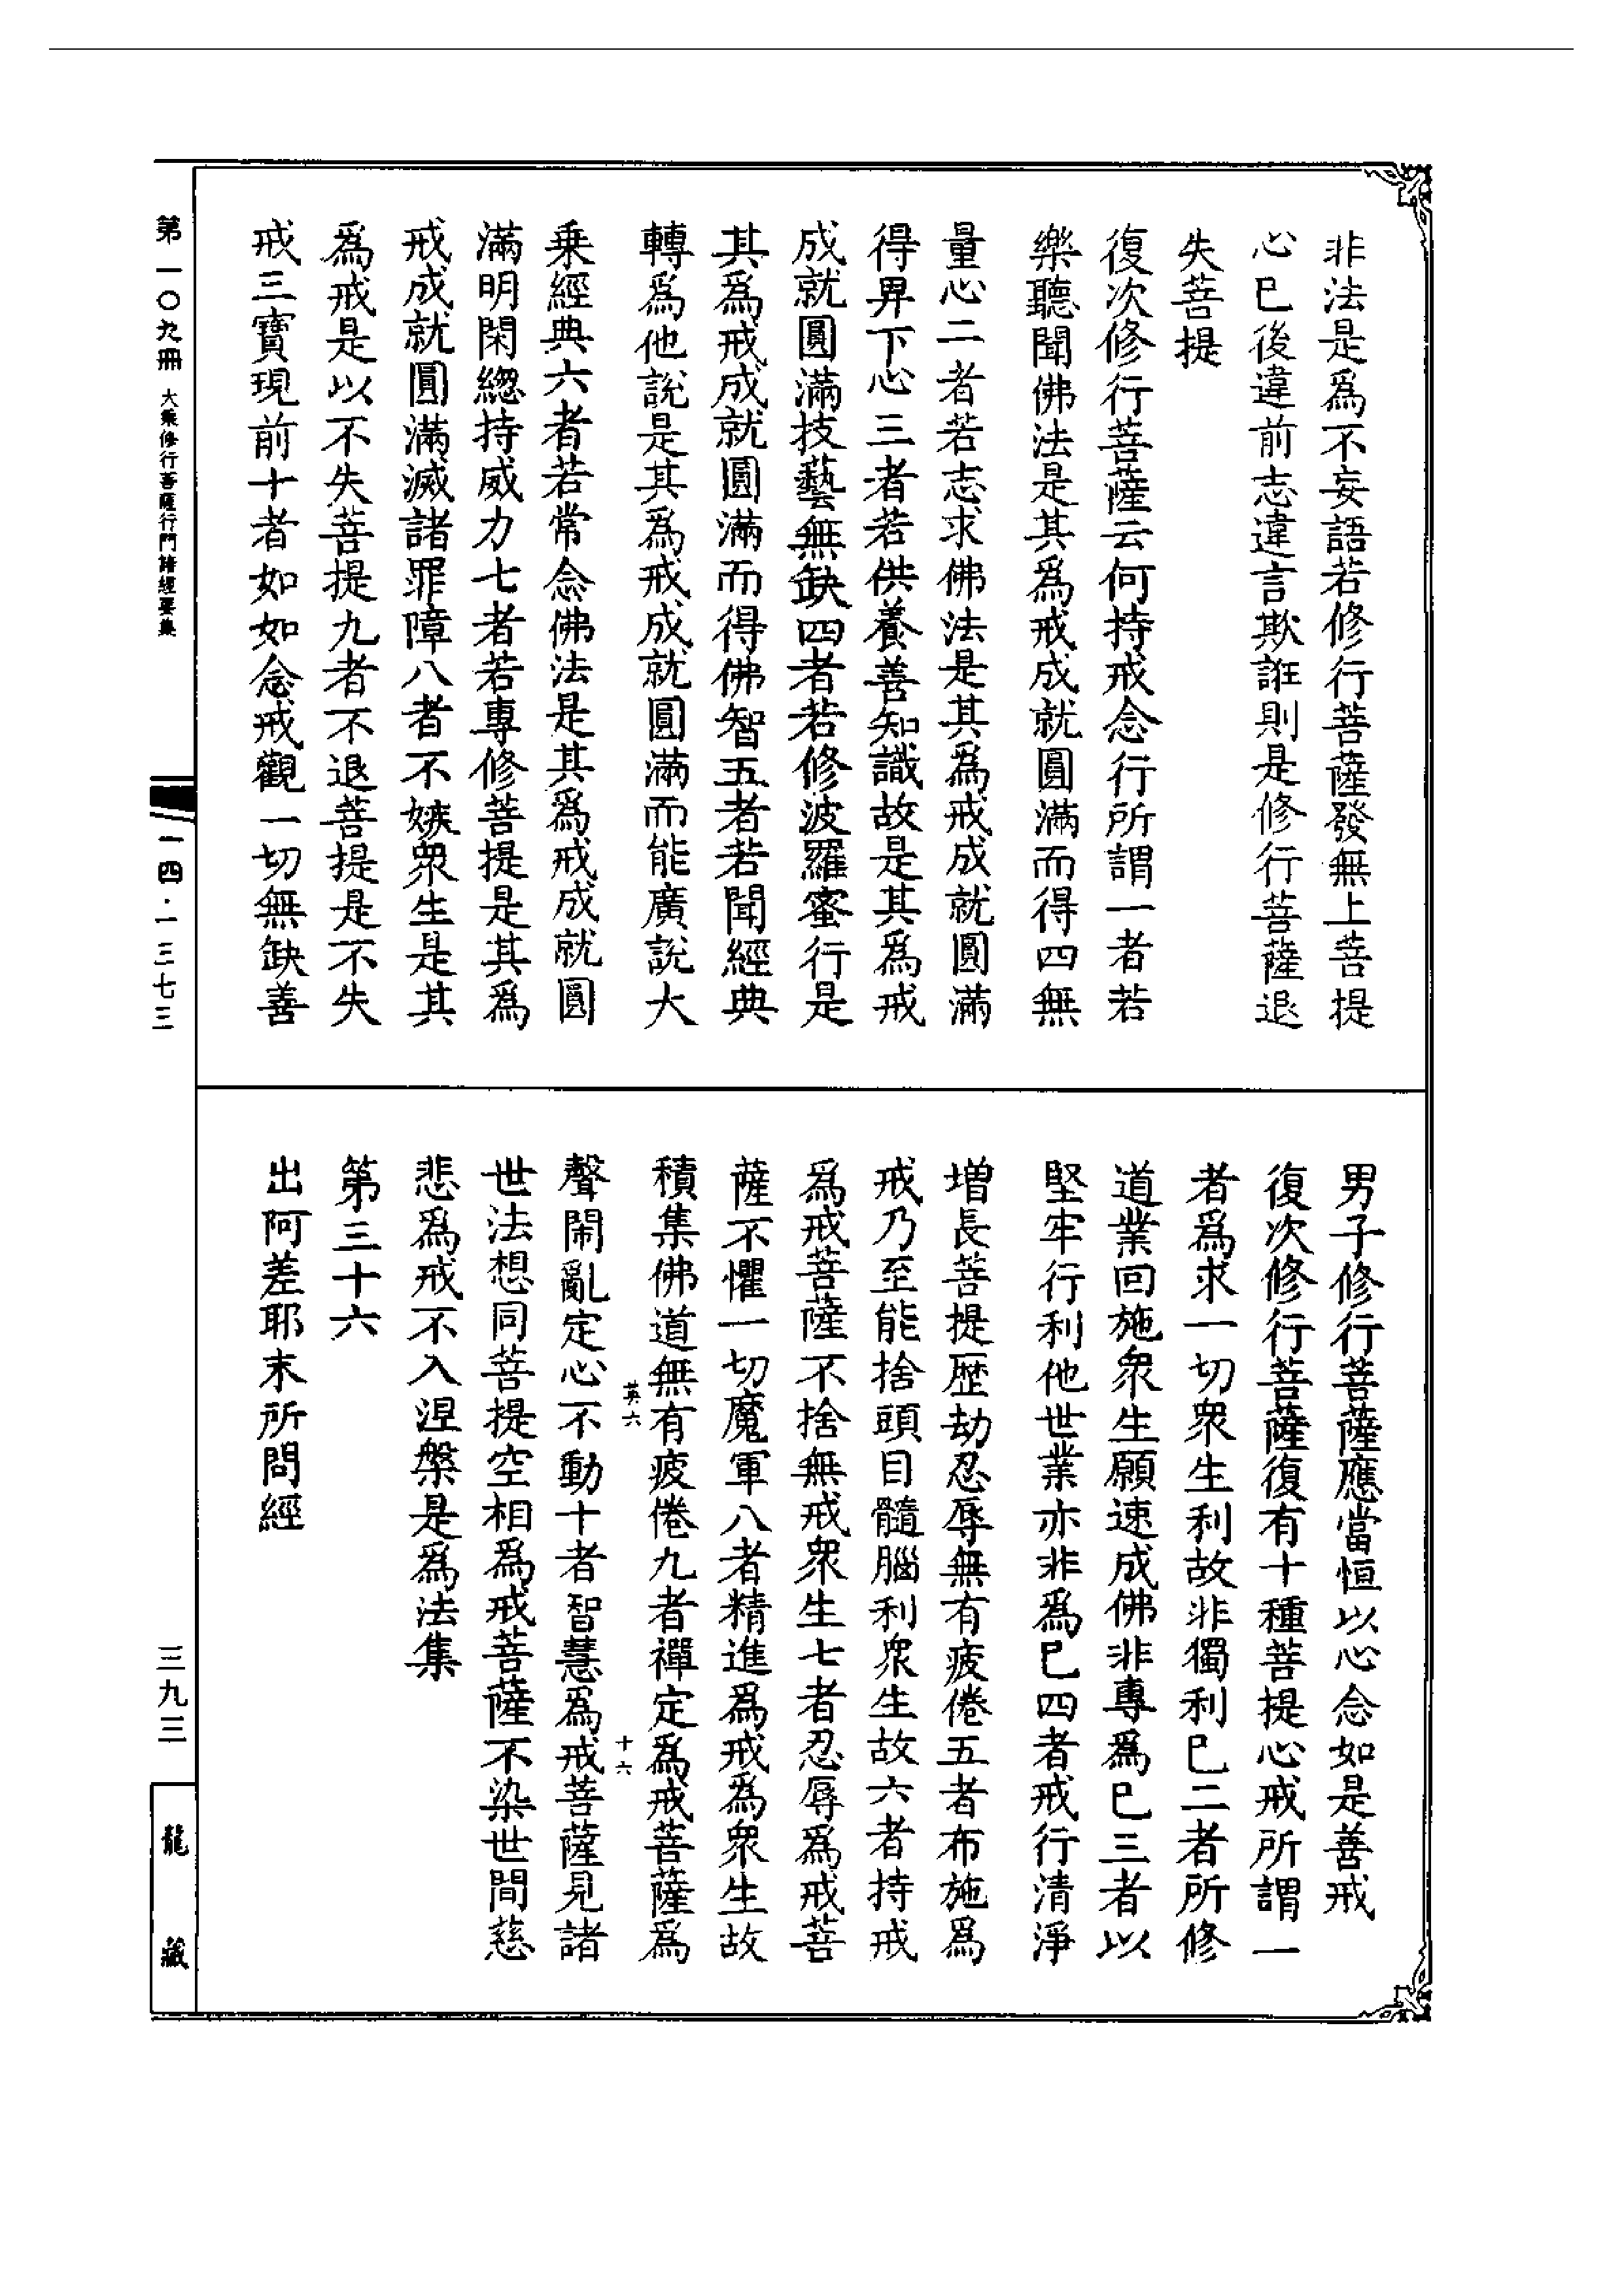 非法是爲不妄語若修行菩薩發無上菩提
心巳後違前志違言欺誑則是修行菩薩退
失菩提
復次修行菩薩云何持戒念行所謂一者若
樂聽聞佛法是其爲戒成就圓滿而得四無
量心二者若志求佛法是其爲戒成就圓滿
得畀下心三者若供養善知識故是其爲戒
成就圓滿技藝無缺四者若修波羅蜜行是
其爲戒成就圓滿而得佛智五者若聞經典
轉爲他說是其爲戒成就圓滿而能廣說大
乗經典六者若常念佛法是其爲戒成就圓
滿明閑緫持威力七者若專修菩提是其爲
戒成就圓滿滅諸罪障八者不嫉衆生是其
爲戒是以不失菩提九者不退菩提是不失
戒三寶現前十者如如念戒觀一切無缺善
男子修行菩薩應當恒以心念如是善戒
復次修行菩薩復有十種菩提心戒所謂一
者爲求一切衆生利故非獨利巳二者所修
道業回施衆生願速成佛非專爲巳三者以
堅牢行利他世業亦非爲巳四者戒行清淨
增長菩提歴劫忍辱無有疲倦五者布施爲
戒乃至能捨頭目髓腦利衆生故六者持戒
爲戒菩薩不捨無戒衆生七者忍辱爲戒菩
薩不懼一切魔軍八者精進爲戒爲衆生故
積集佛道無有疲倦九者禪定爲戒菩薩爲
英六 十六
聲鬧亂定心不動十者智慧爲戒菩薩見諸
世法想同菩提空相爲戒菩薩不染世間慈
悲爲戒不入涅槃是爲法集
第三十六
出阿差耶末所問經
第一〇九冊 大乘修行菩薩行門諸經要集
一四·一三七三
三九三
龍藏